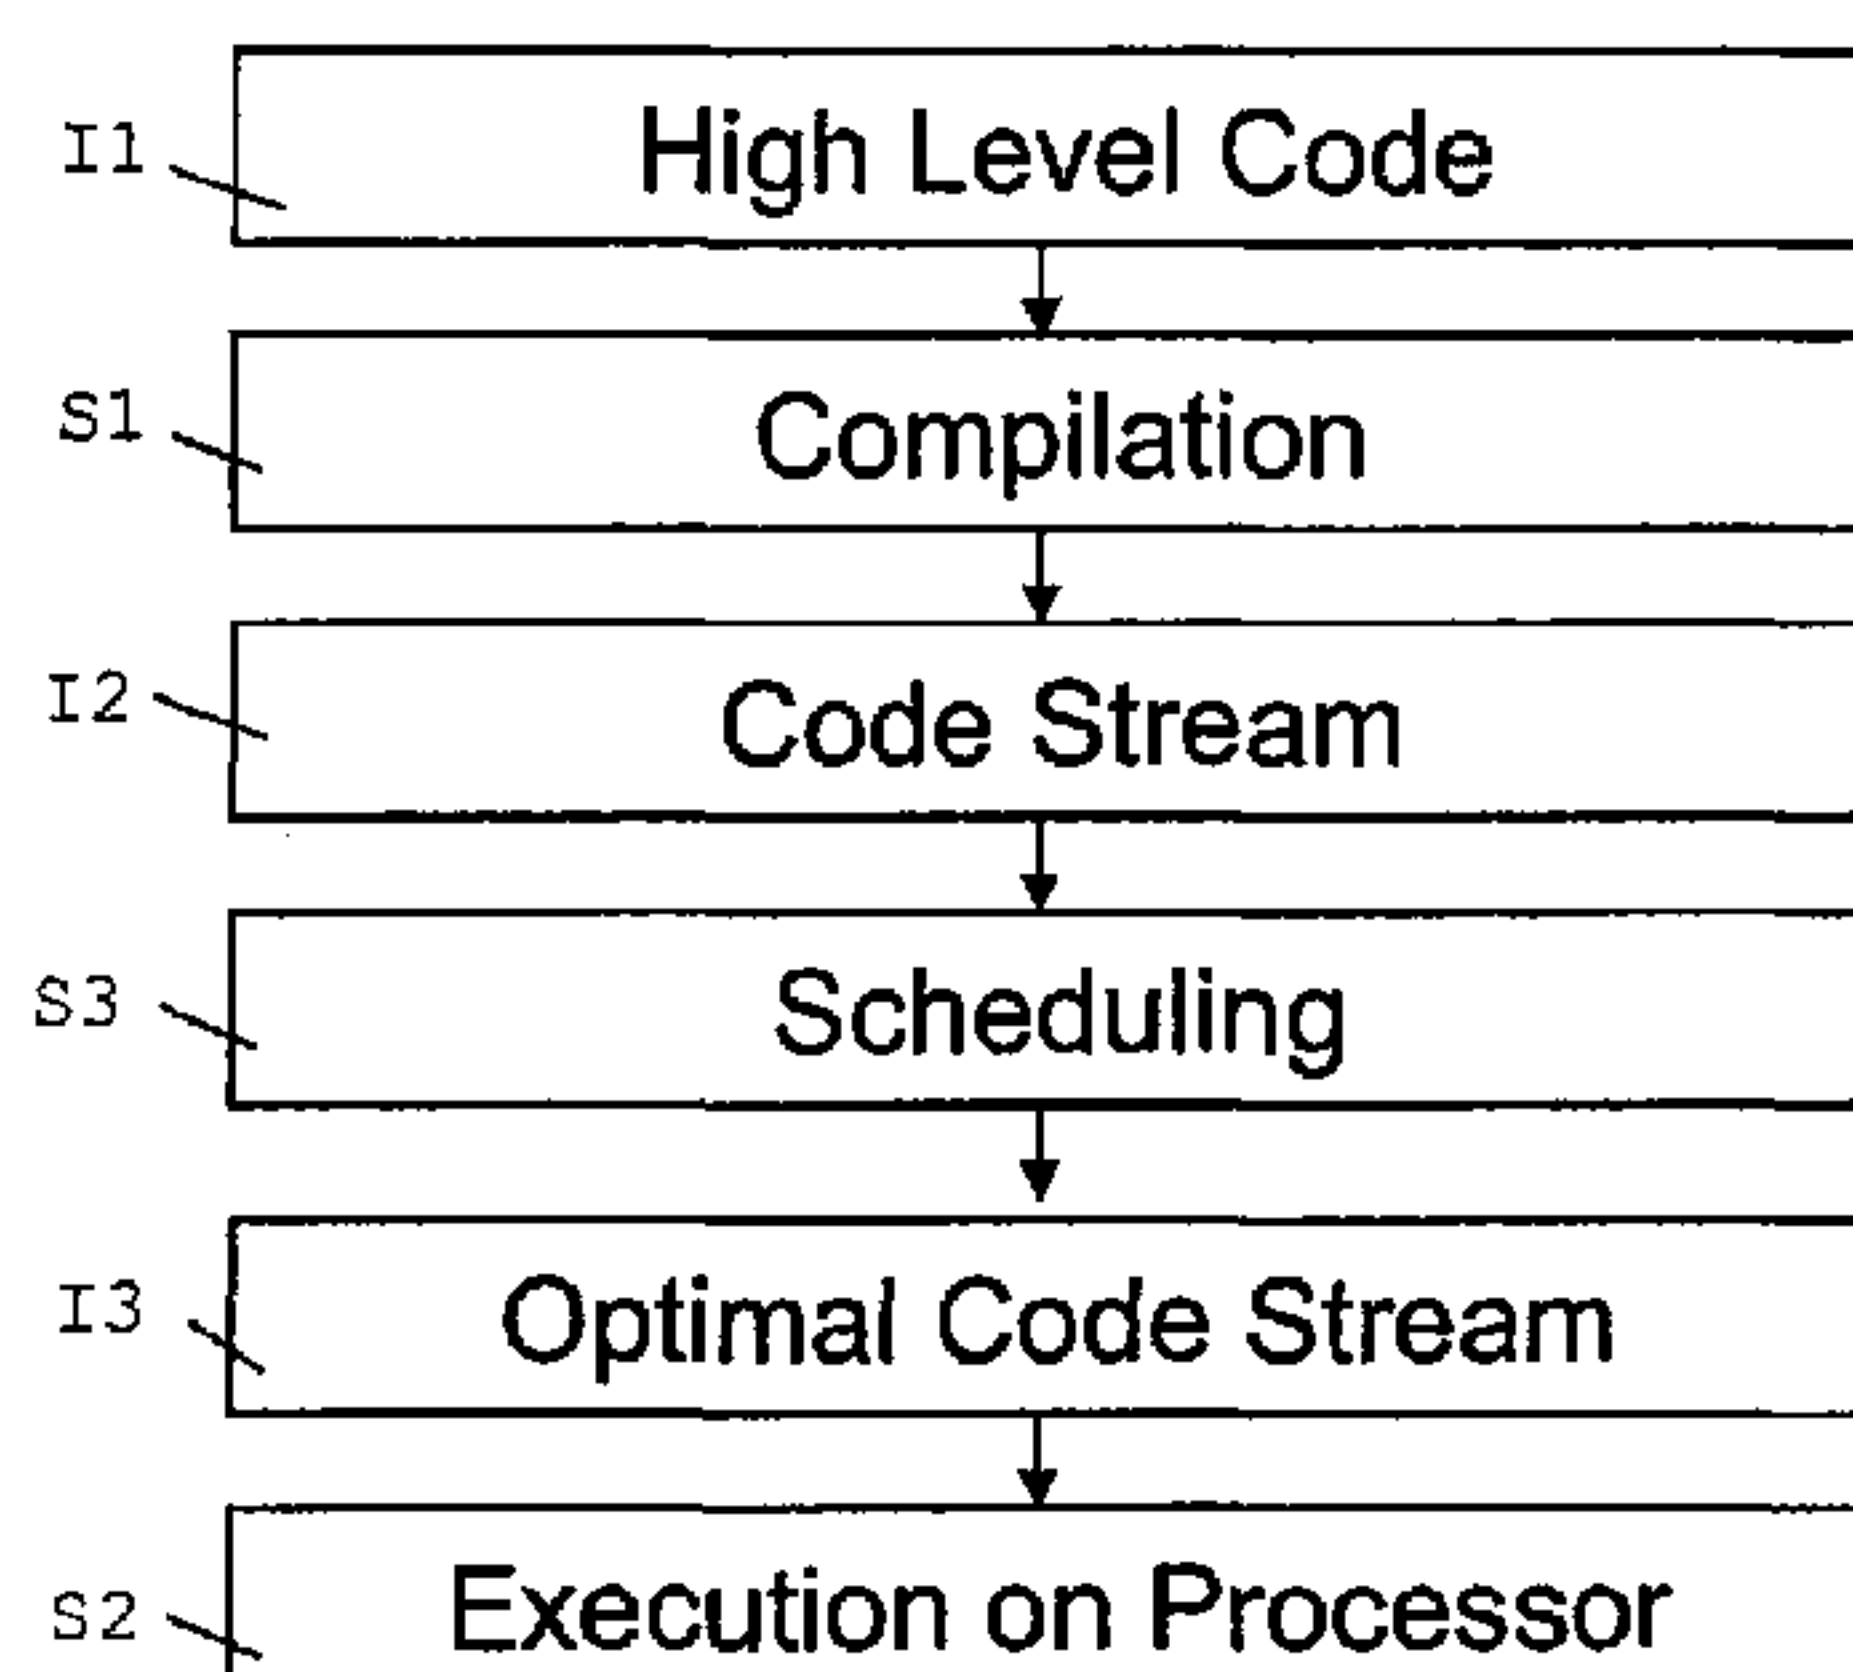 I1 High Level Code
S1 Compilation
I2 Code Stream
S3 Scheduling
I3 Optimal Code Stream
S2 Execution on Processor